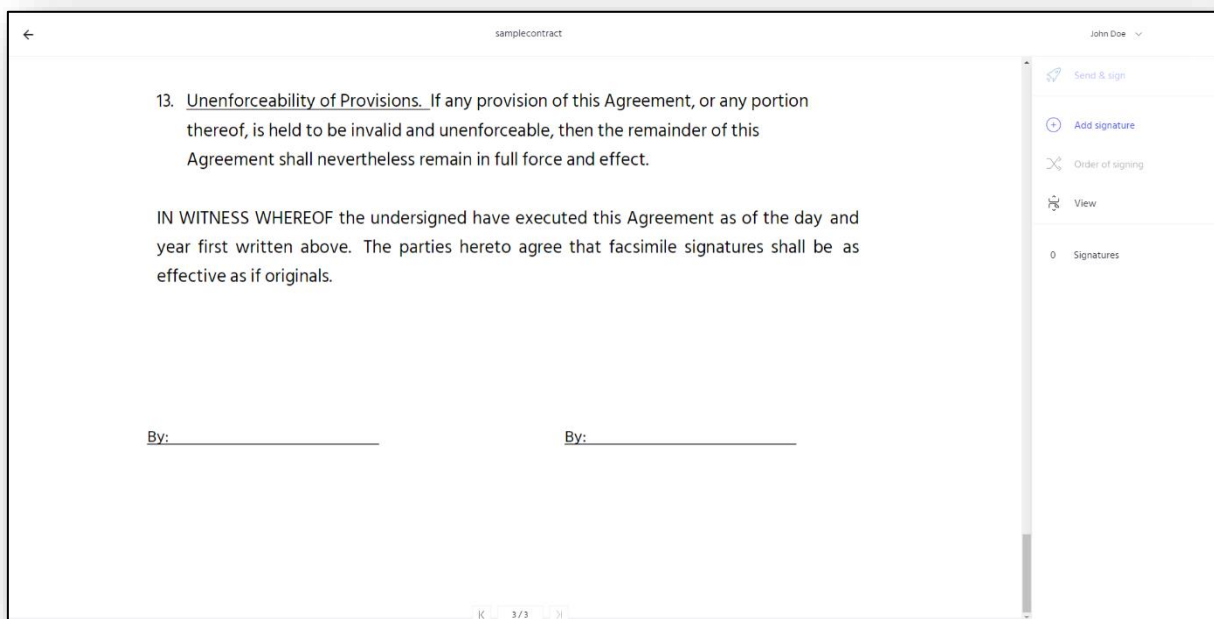 samplecontract
John Doe
13. Unenforceability of Provisions. If any provision of this Agreement, or any portion
thereof, is held to be invalid and unenforceable, then the remainder of this
Agreement shall nevertheless remain in full force and effect.
IN WITNESS WHEREOF the undersigned have executed this Agreement as of the day and
year first written above. The parties hereto agree that facsimile signatures shall be as
effective as if originals.
By: By:
3 / 3
Send & sign
Add signature
Order of signing
View
0 Signatures